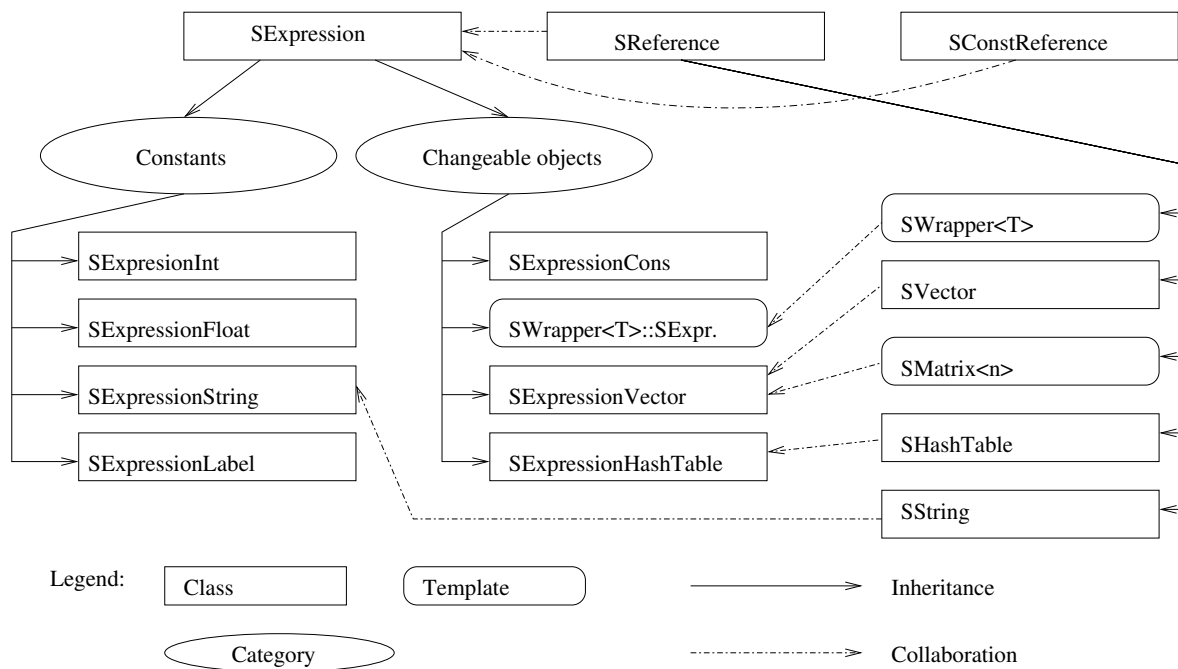 SExpression
SReference
SConstReference
Constants
Changeable objects
SWrapper<T>
SExpresionInt
SExpressionCons
SVector
SExpressionFloat
SWrapper<T>::SExpr.
SMatrix<n>
SExpressionString
SExpressionVector
SHashTable
SExpressionLabel
SExpressionHashTable
SString
Legend:
Class
Template
Inheritance
Category
Collaboration